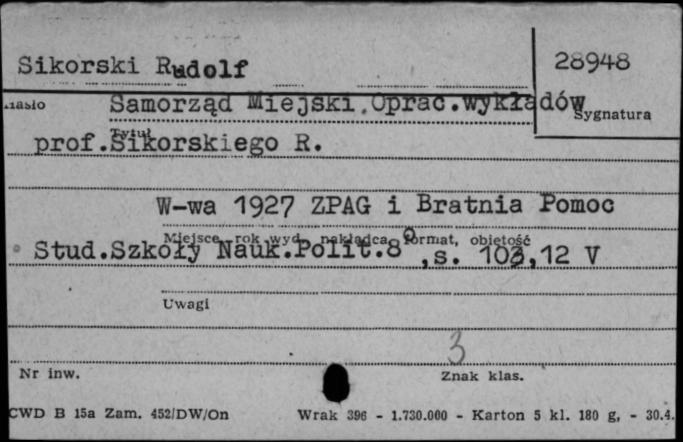 Sikorski Rudolf
28948
Hasło
Samorząd Miejski.Oprac.wykładów
Sygnatura
Tytuł
prof.Sikorskiego R.
W-wa 1927 ZPAG i Bratnia Pomoc
Miejsce, rok wyd., nakładca, format, objętość
Stud.Szkoły Nauk.Polit.8°,s. 103,12 V
Uwagi
3
Nr inw.
Znak klas.
CWD B 15a Zam. 452/DW/On
Wrak 396 - 1.730.000 - Karton 5 kl. 180 g, - 30.4.